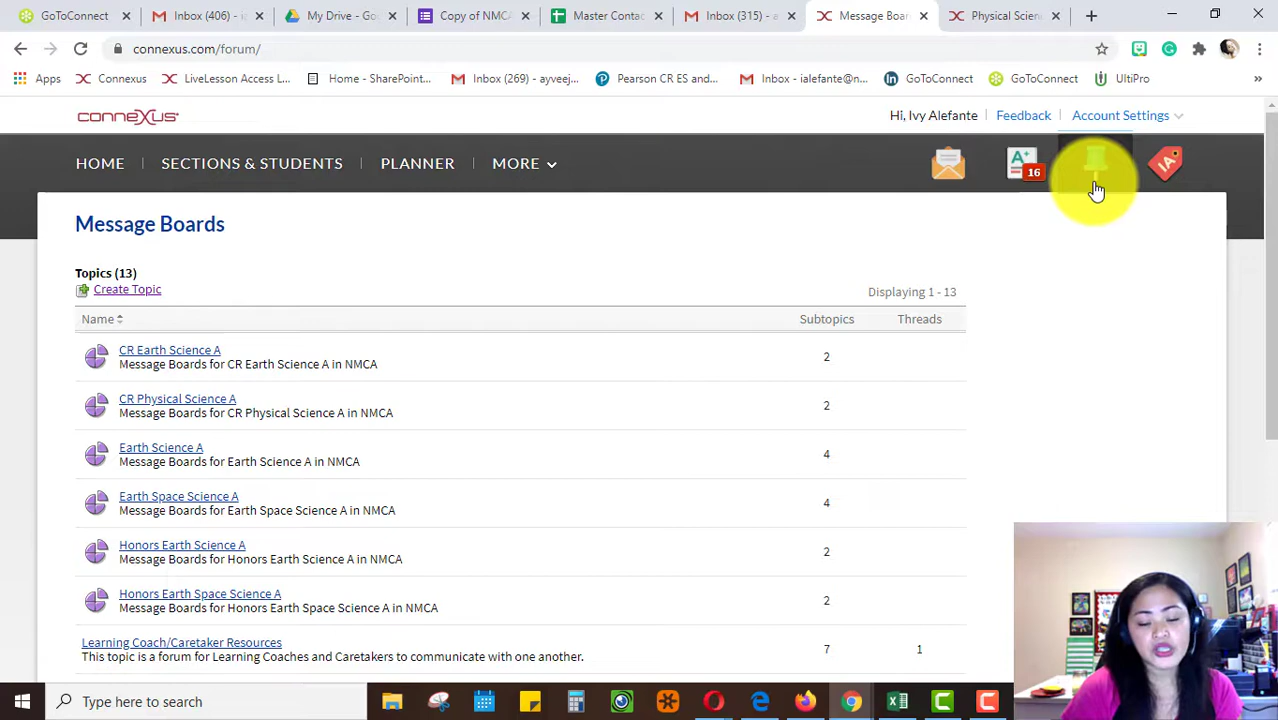 GoToConnect
Inbox (406) - i
My Drive - Go
Copy of NMC
Master Contac
Inbox (315) - a
Message Boar
Physical Scien
connexus.com/forum/
Apps
Connexus
LiveLesson Access L...
Home - SharePoint...
Inbox (269) - ayveej...
Pearson CR ES and...
Inbox - ialefante@n...
GoToConnect
GoToConnect
UltiPro
»
connexus
Hi, Ivy Alefante
Feedback
Account Settings
HOME
SECTIONS & STUDENTS
PLANNER
MORE
A+
16
IA
Message Boards
Topics (13)
Create Topic
Displaying 1 - 13
Name
Subtopics
Threads
CR Earth Science A
Message Boards for CR Earth Science A in NMCA
2
CR Physical Science A
Message Boards for CR Physical Science A in NMCA
2
Earth Science A
Message Boards for Earth Science A in NMCA
4
Earth Space Science A
Message Boards for Earth Space Science A in NMCA
4
Honors Earth Science A
Message Boards for Honors Earth Science A in NMCA
2
Honors Earth Space Science A
Message Boards for Honors Earth Space Science A in NMCA
2
Learning Coach/Caretaker Resources
This topic is a forum for Learning Coaches and Caretakers to communicate with one another.
7
1
Type here to search